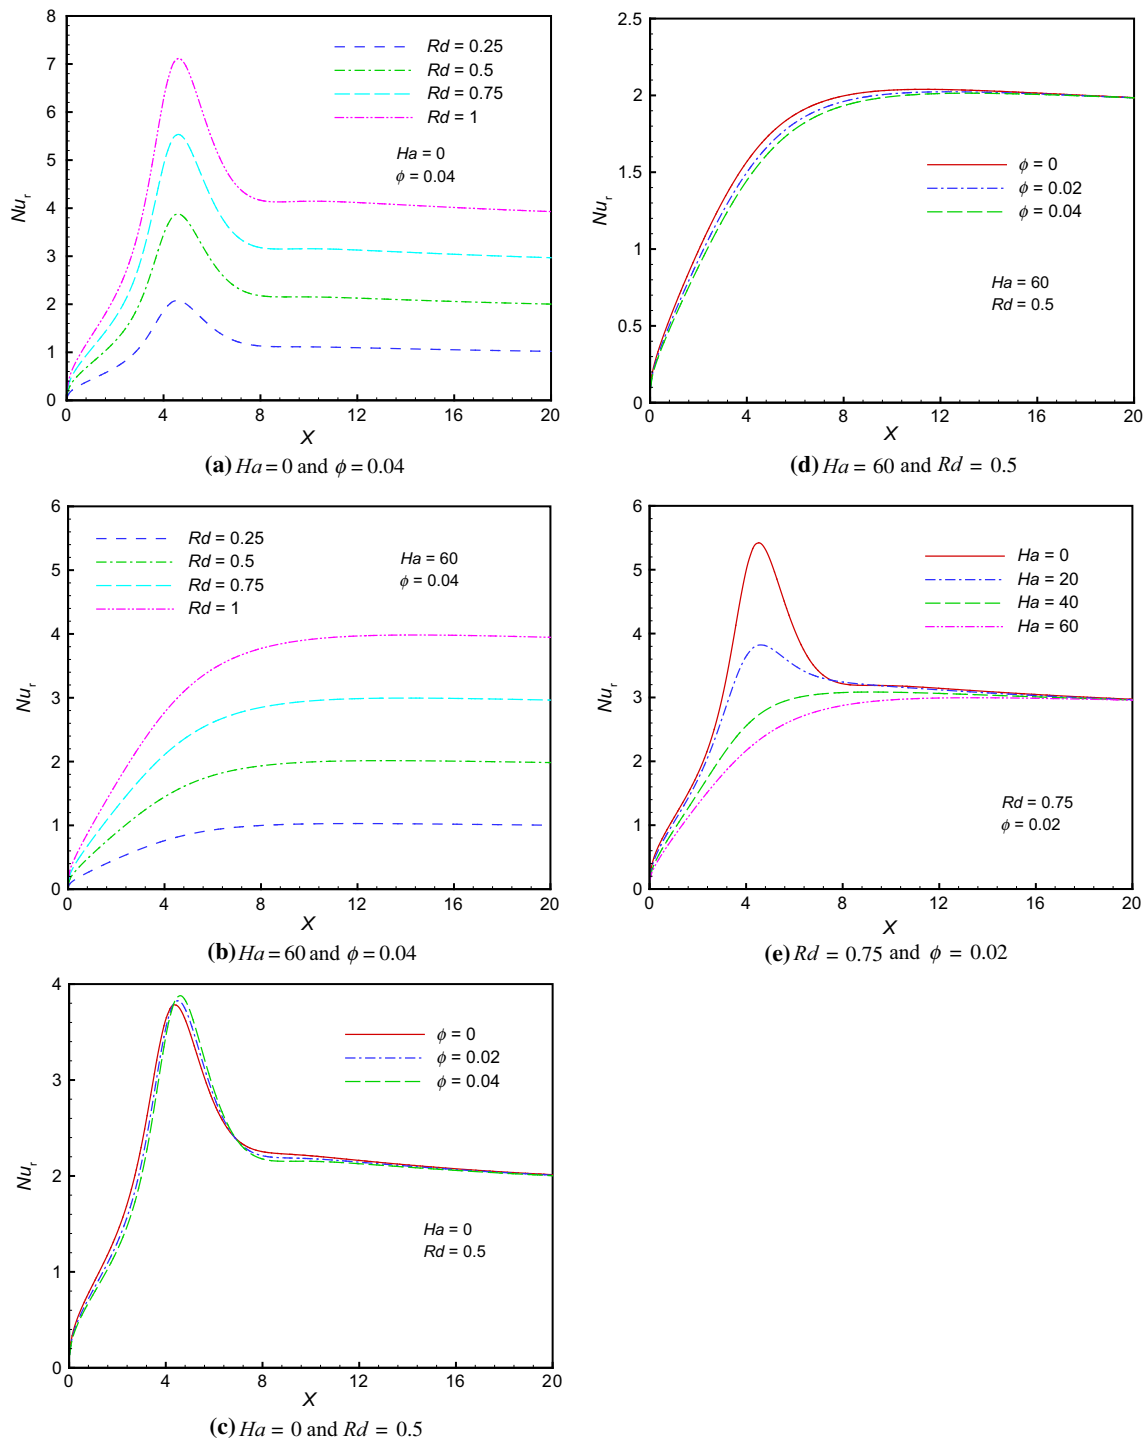 8
7
6
5
4
3
2
1
0
Nu_r
Rd = 0.25
Rd = 0.5
Rd = 0.75
Rd = 1
Ha = 0
ϕ = 0.04
0 4 8 12 16 20
X
(a) Ha = 0 and ϕ = 0.04
2.5
2
1.5
1
0.5
0
Nu_r
ϕ = 0
ϕ = 0.02
ϕ = 0.04
Ha = 60
Rd = 0.5
0 4 8 12 16 20
X
(d) Ha = 60 and Rd = 0.5
6
5
4
3
2
1
0
Nu_r
Rd = 0.25
Rd = 0.5
Rd = 0.75
Rd = 1
Ha = 60
ϕ = 0.04
0 4 8 12 16 20
X
(b) Ha = 60 and ϕ = 0.04
6
5
4
3
2
1
0
Nu_r
Ha = 0
Ha = 20
Ha = 40
Ha = 60
Rd = 0.75
ϕ = 0.02
0 4 8 12 16 20
X
(e) Rd = 0.75 and ϕ = 0.02
4
3
2
1
0
Nu_r
ϕ = 0
ϕ = 0.02
ϕ = 0.04
Ha = 0
Rd = 0.5
0 4 8 12 16 20
X
(c) Ha = 0 and Rd = 0.5